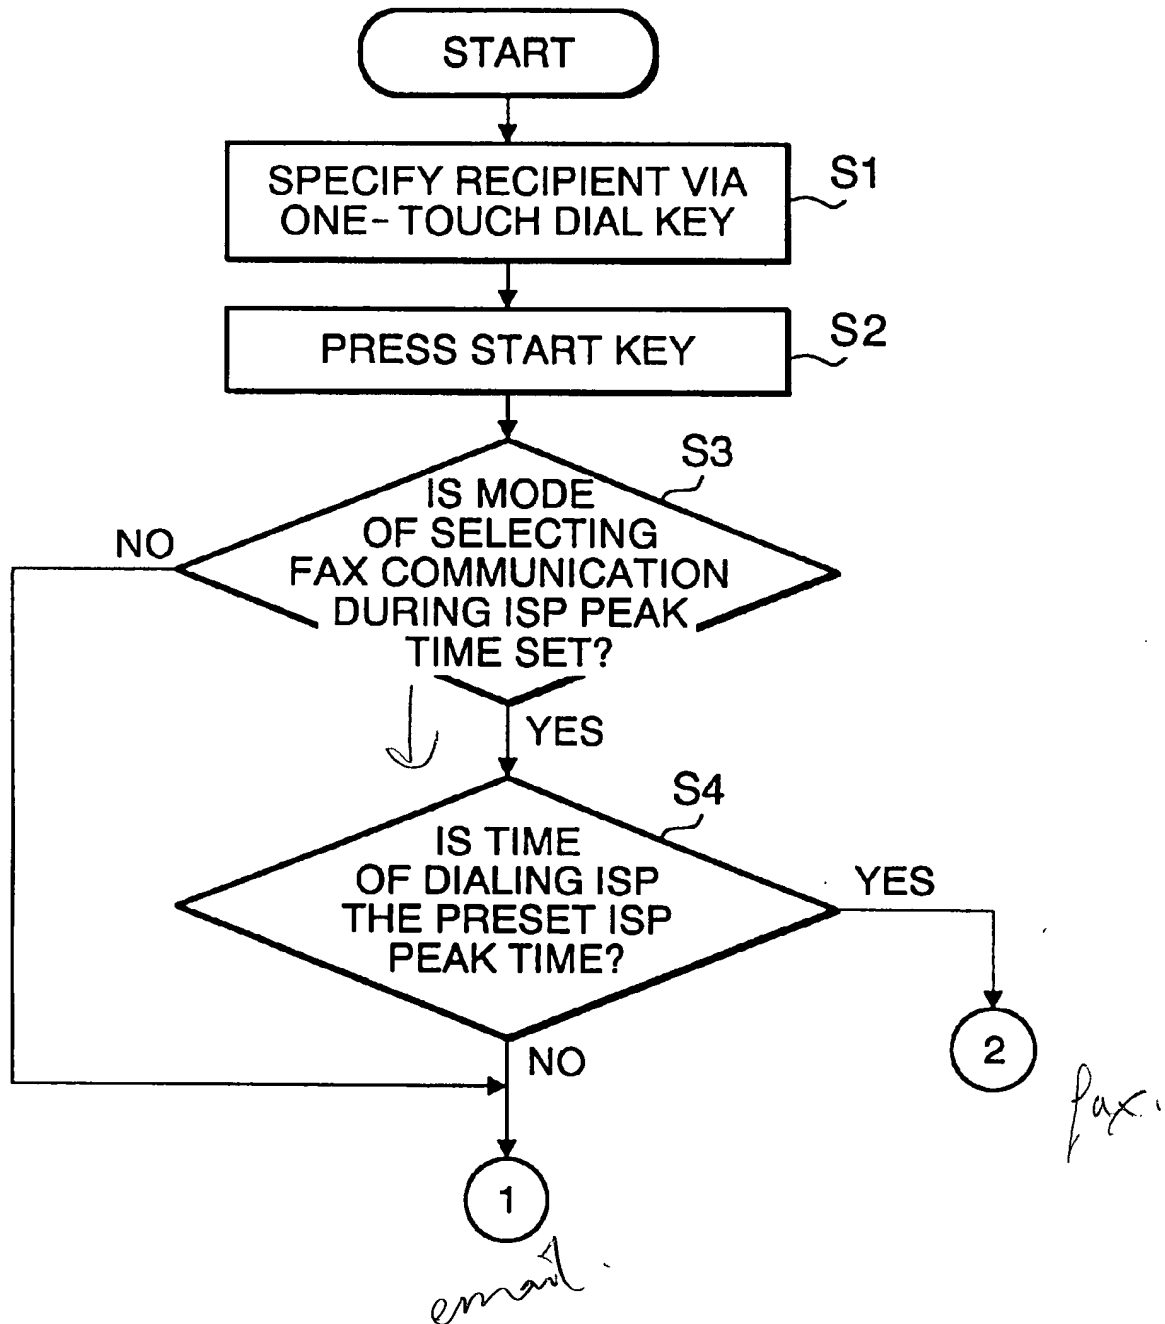 START
SPECIFY RECIPIENT VIA
ONE-TOUCH DIAL KEY
S1
PRESS START KEY
S2
S3
IS MODE
OF SELECTING
FAX COMMUNICATION
DURING ISP PEAK
TIME SET?
NO
YES
S4
IS TIME
OF DIALING ISP
THE PRESET ISP
PEAK TIME?
YES
NO
2
fax.
1
email.